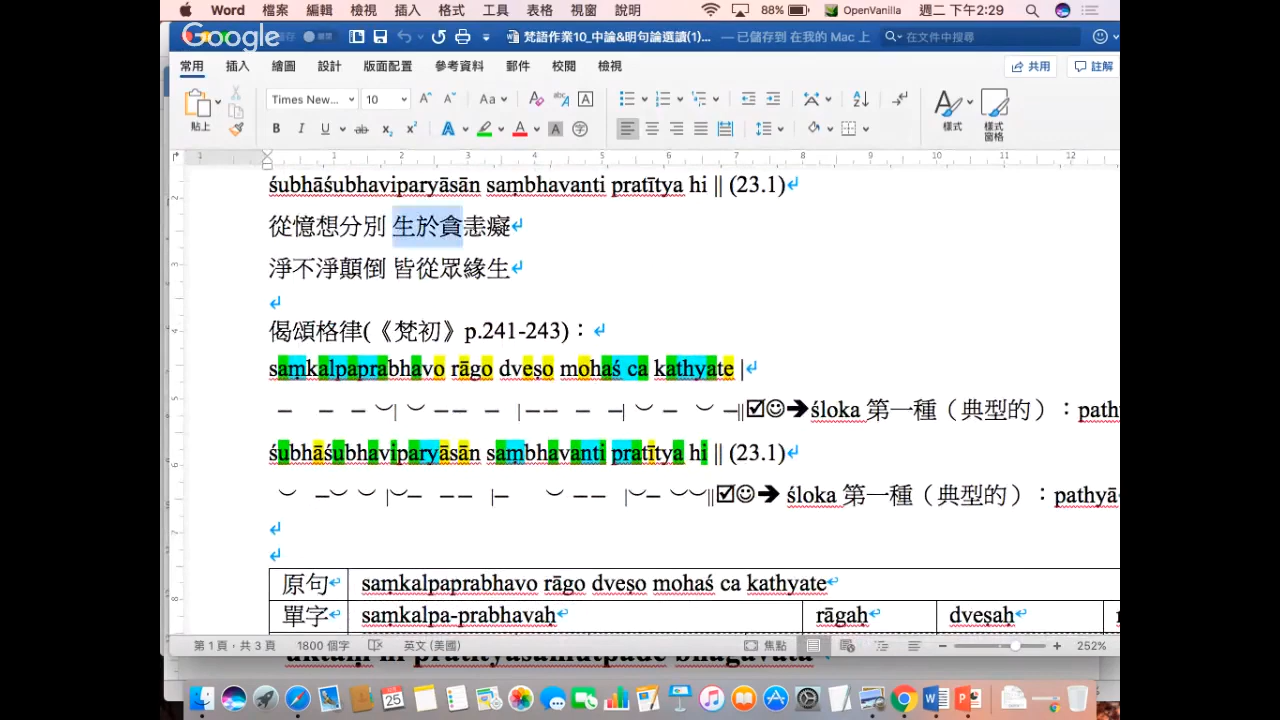 Word 檔案 編輯 檢視 插入 格式 工具 表格 視窗 說明 88% OpenVanilla 週二 下午2:29
Google 梵語作業10_中論&明句論選讀(1)... — 已儲存到 在我的 Mac 上 在文件中搜尋
常用 插入 繪圖 設計 版面配置 參考資料 郵件 校閱 檢視 共用 註解
貼上 Times New... 10 樣式 樣式窗格
śubhāśubhaviparyāsān saṃbhavanti pratītya hi || (23.1)
從憶想分別 生於貪恚癡
淨不淨顛倒 皆從眾緣生
偈頌格律(《梵初》p.241-243)：
saṃkalpaprabhavo rāgo dveṣo mohaś ca kathyate |
— — — ︶| ︶ — — — | — — — —| ︶ — ︶ —||☑☺➔śloka 第一種（典型的）：pathy
śubhāśubhaviparyāsān saṃbhavanti pratītya hi || (23.1)
︶ —︶ ︶ |︶— — — |— ︶ — — |︶— ︶︶||☑☺➔ śloka 第一種（典型的）：pathyā
原句 saṃkalpaprabhavo rāgo dveṣo mohaś ca kathyate
單字 saṃkalpa-prabhavaḥ rāgaḥ dveṣaḥ
第 1 頁，共 3 頁 1800 個字 英文 (美國) 焦點 252%